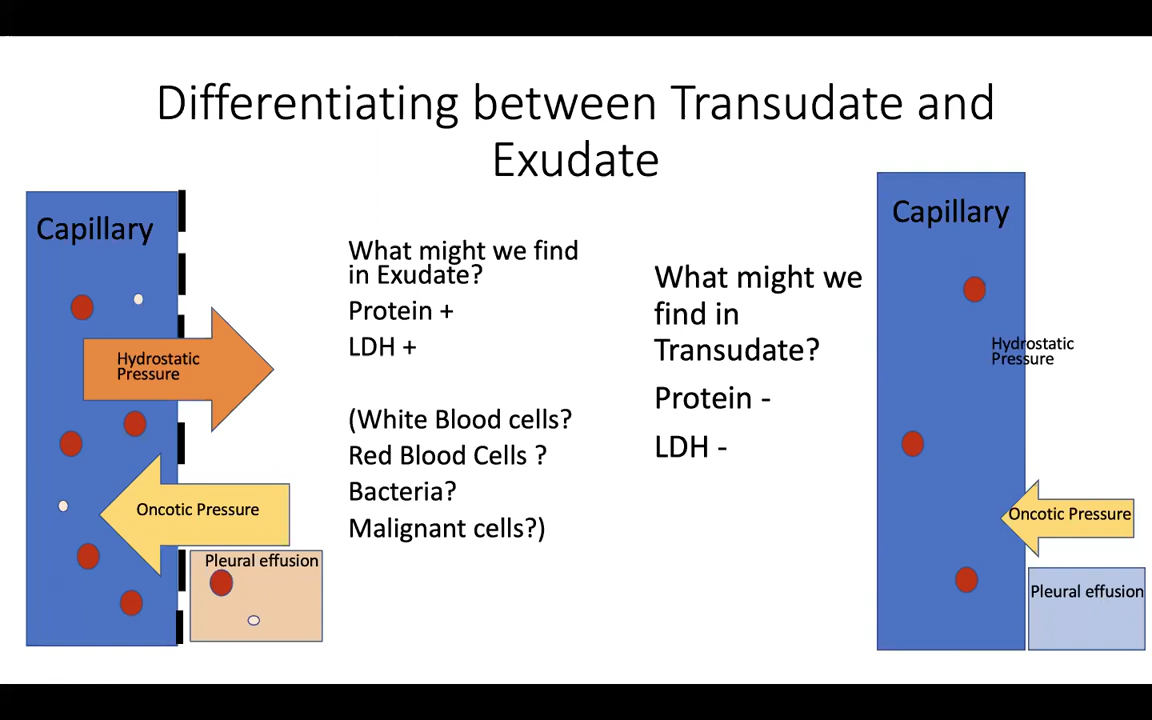 Differentiating between Transudate and
Exudate
Capillary
Hydrostatic
Pressure
Oncotic Pressure
Pleural effusion
What might we find
in Exudate?
Protein +
LDH +
(White Blood cells?
Red Blood Cells ?
Bacteria?
Malignant cells?)
What might we
find in
Transudate?
Protein -
LDH -
Capillary
Hydrostatic
Pressure
Oncotic Pressure
Pleural effusion